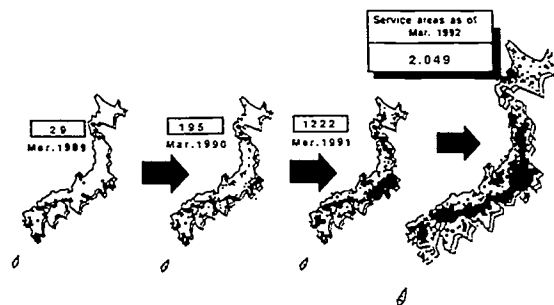 Service areas as of
Mar. 1992
2.049
29
Mar.1989
195
Mar.1990
1222
Mar.1991